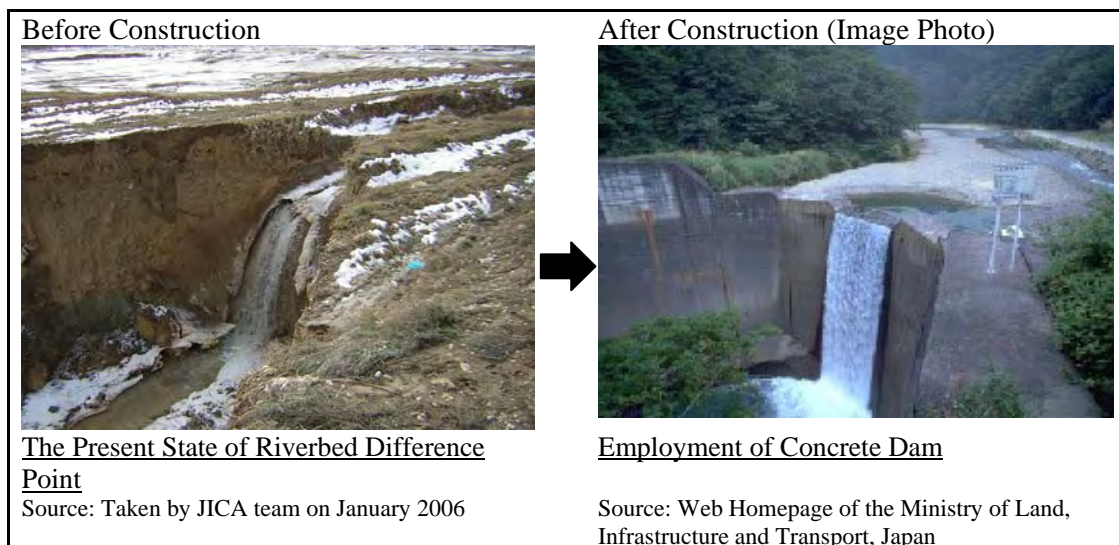 Before Construction
After Construction (Image Photo)
The Present State of Riverbed Difference
Point
Source: Taken by JICA team on January 2006
Employment of Concrete Dam
Source: Web Homepage of the Ministry of Land,
Infrastructure and Transport, Japan